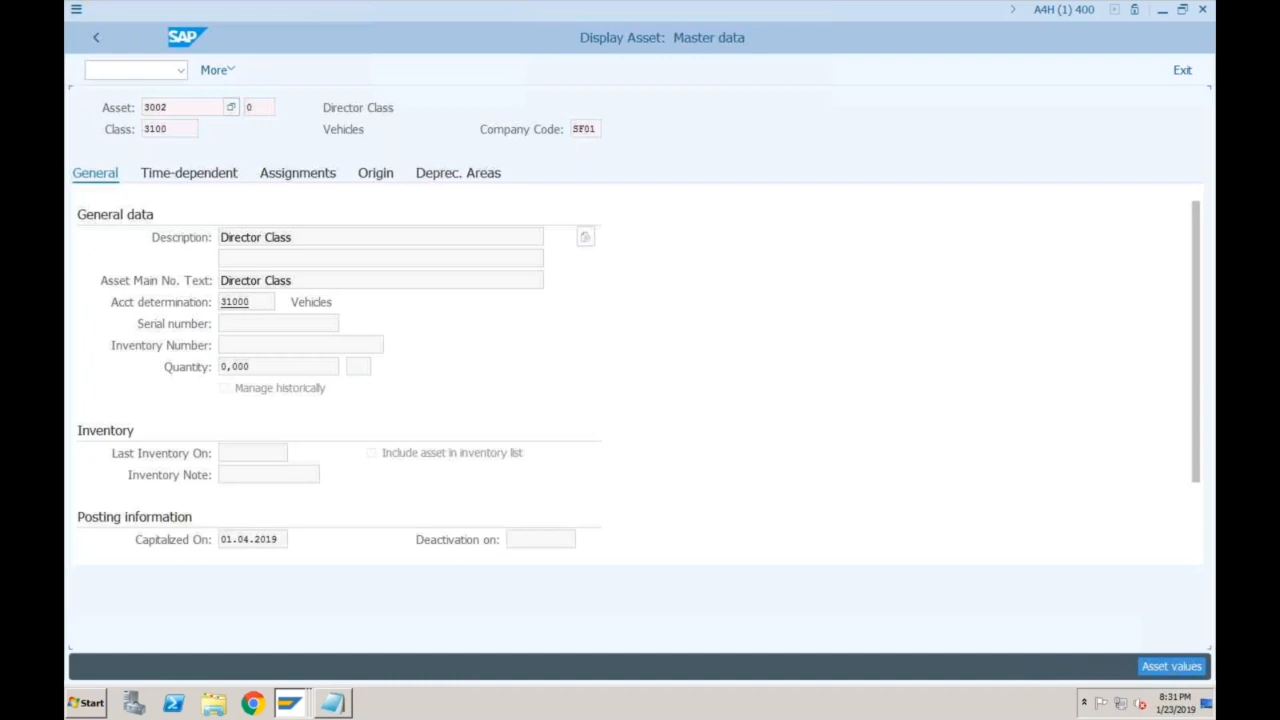 A4H (1) 400
SAP
Display Asset: Master data
More
Exit
Asset: 3002 0 Director Class
Class: 3100 Vehicles Company Code: SF01
General Time-dependent Assignments Origin Deprec. Areas
General data
Description: Director Class
Asset Main No. Text: Director Class
Acct determination: 31000 Vehicles
Serial number:
Inventory Number:
Quantity: 0,000
Manage historically
Inventory
Last Inventory On: Include asset in inventory list
Inventory Note:
Posting information
Capitalized On: 01.04.2019 Deactivation on:
Asset values
Start
8:31 PM
1/23/2019